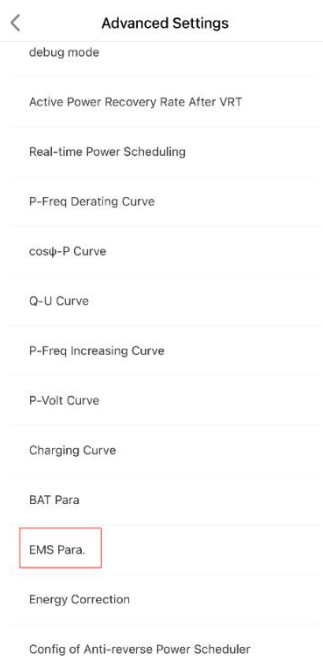 Advanced Settings
debug mode
Active Power Recovery Rate After VRT
Real-time Power Scheduling
P-Freq Derating Curve
cosψ-P Curve
Q-U Curve
P-Freq Increasing Curve
P-Volt Curve
Charging Curve
BAT Para
EMS Para.
Energy Correction
Config of Anti-reverse Power Scheduler